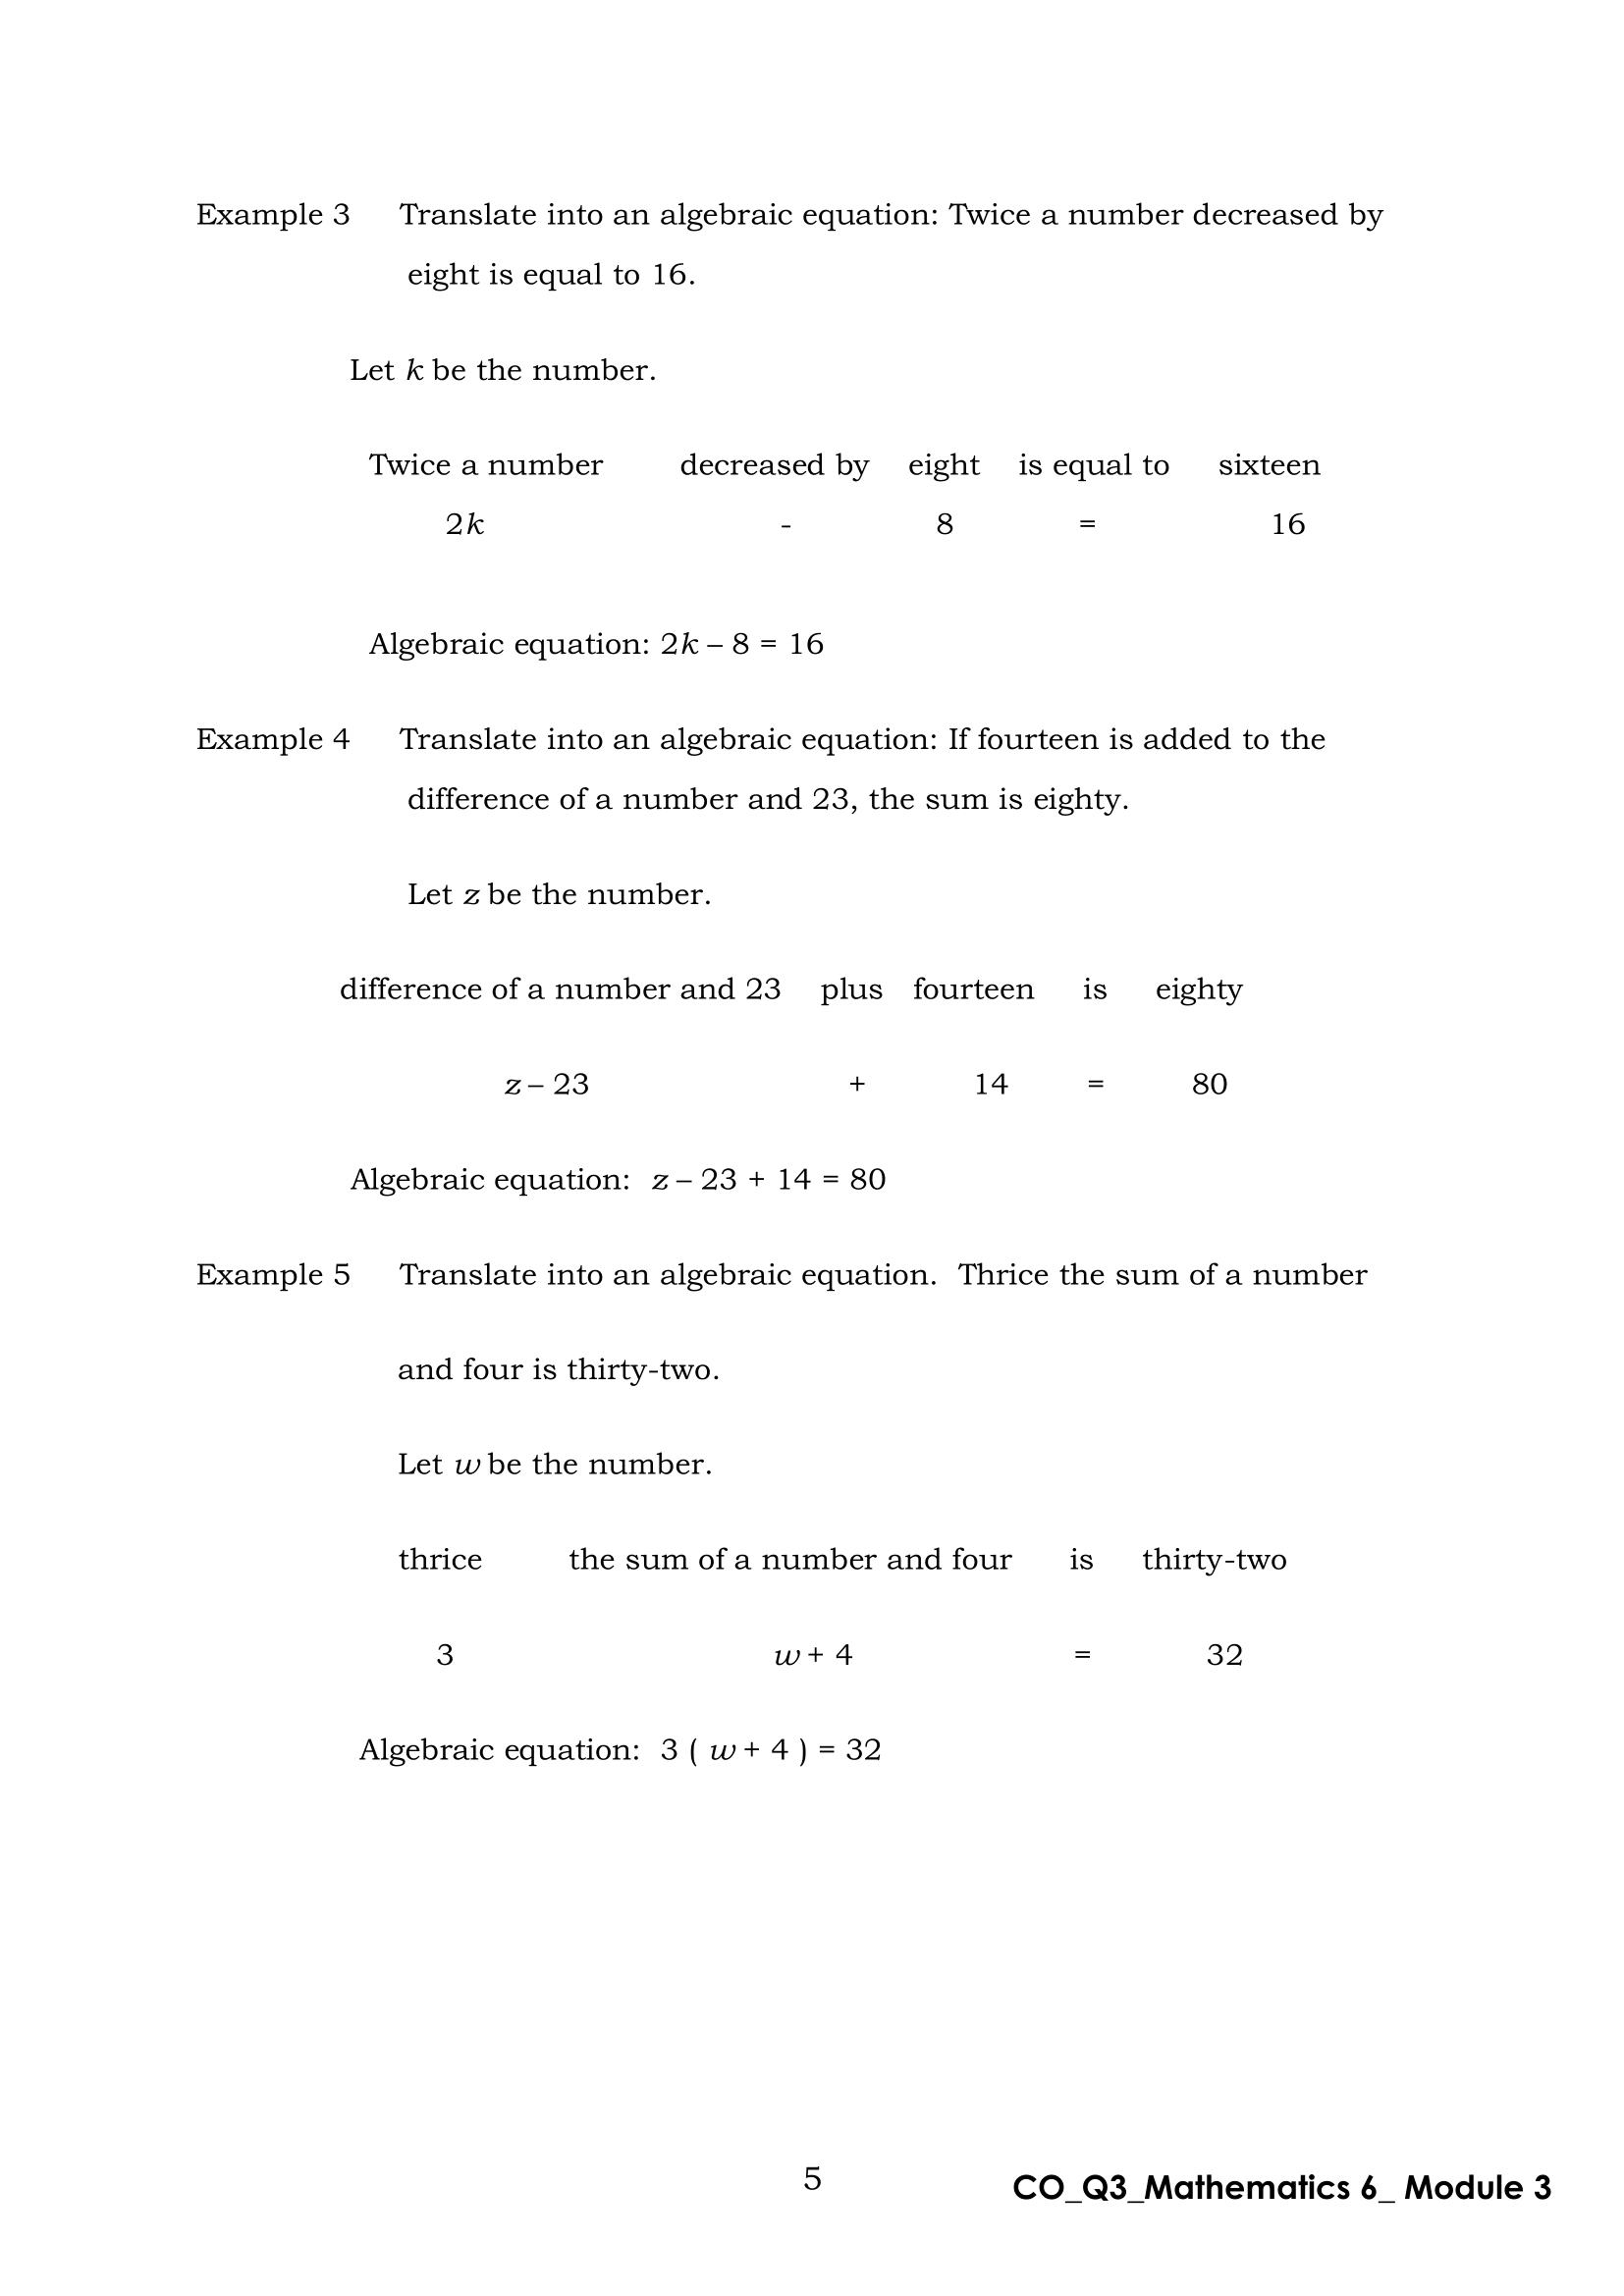 Example 3 Translate into an algebraic equation: Twice a number decreased by
eight is equal to 16.
Let k be the number.
Twice a number decreased by eight is equal to sixteen
2k - 8 = 16
Algebraic equation: 2k – 8 = 16
Example 4 Translate into an algebraic equation: If fourteen is added to the
difference of a number and 23, the sum is eighty.
Let z be the number.
difference of a number and 23 plus fourteen is eighty
z – 23 + 14 = 80
Algebraic equation: z – 23 + 14 = 80
Example 5 Translate into an algebraic equation. Thrice the sum of a number
and four is thirty-two.
Let w be the number.
thrice the sum of a number and four is thirty-two
3 w + 4 = 32
Algebraic equation: 3 ( w + 4 ) = 32
5
CO_Q3_Mathematics 6_ Module 3